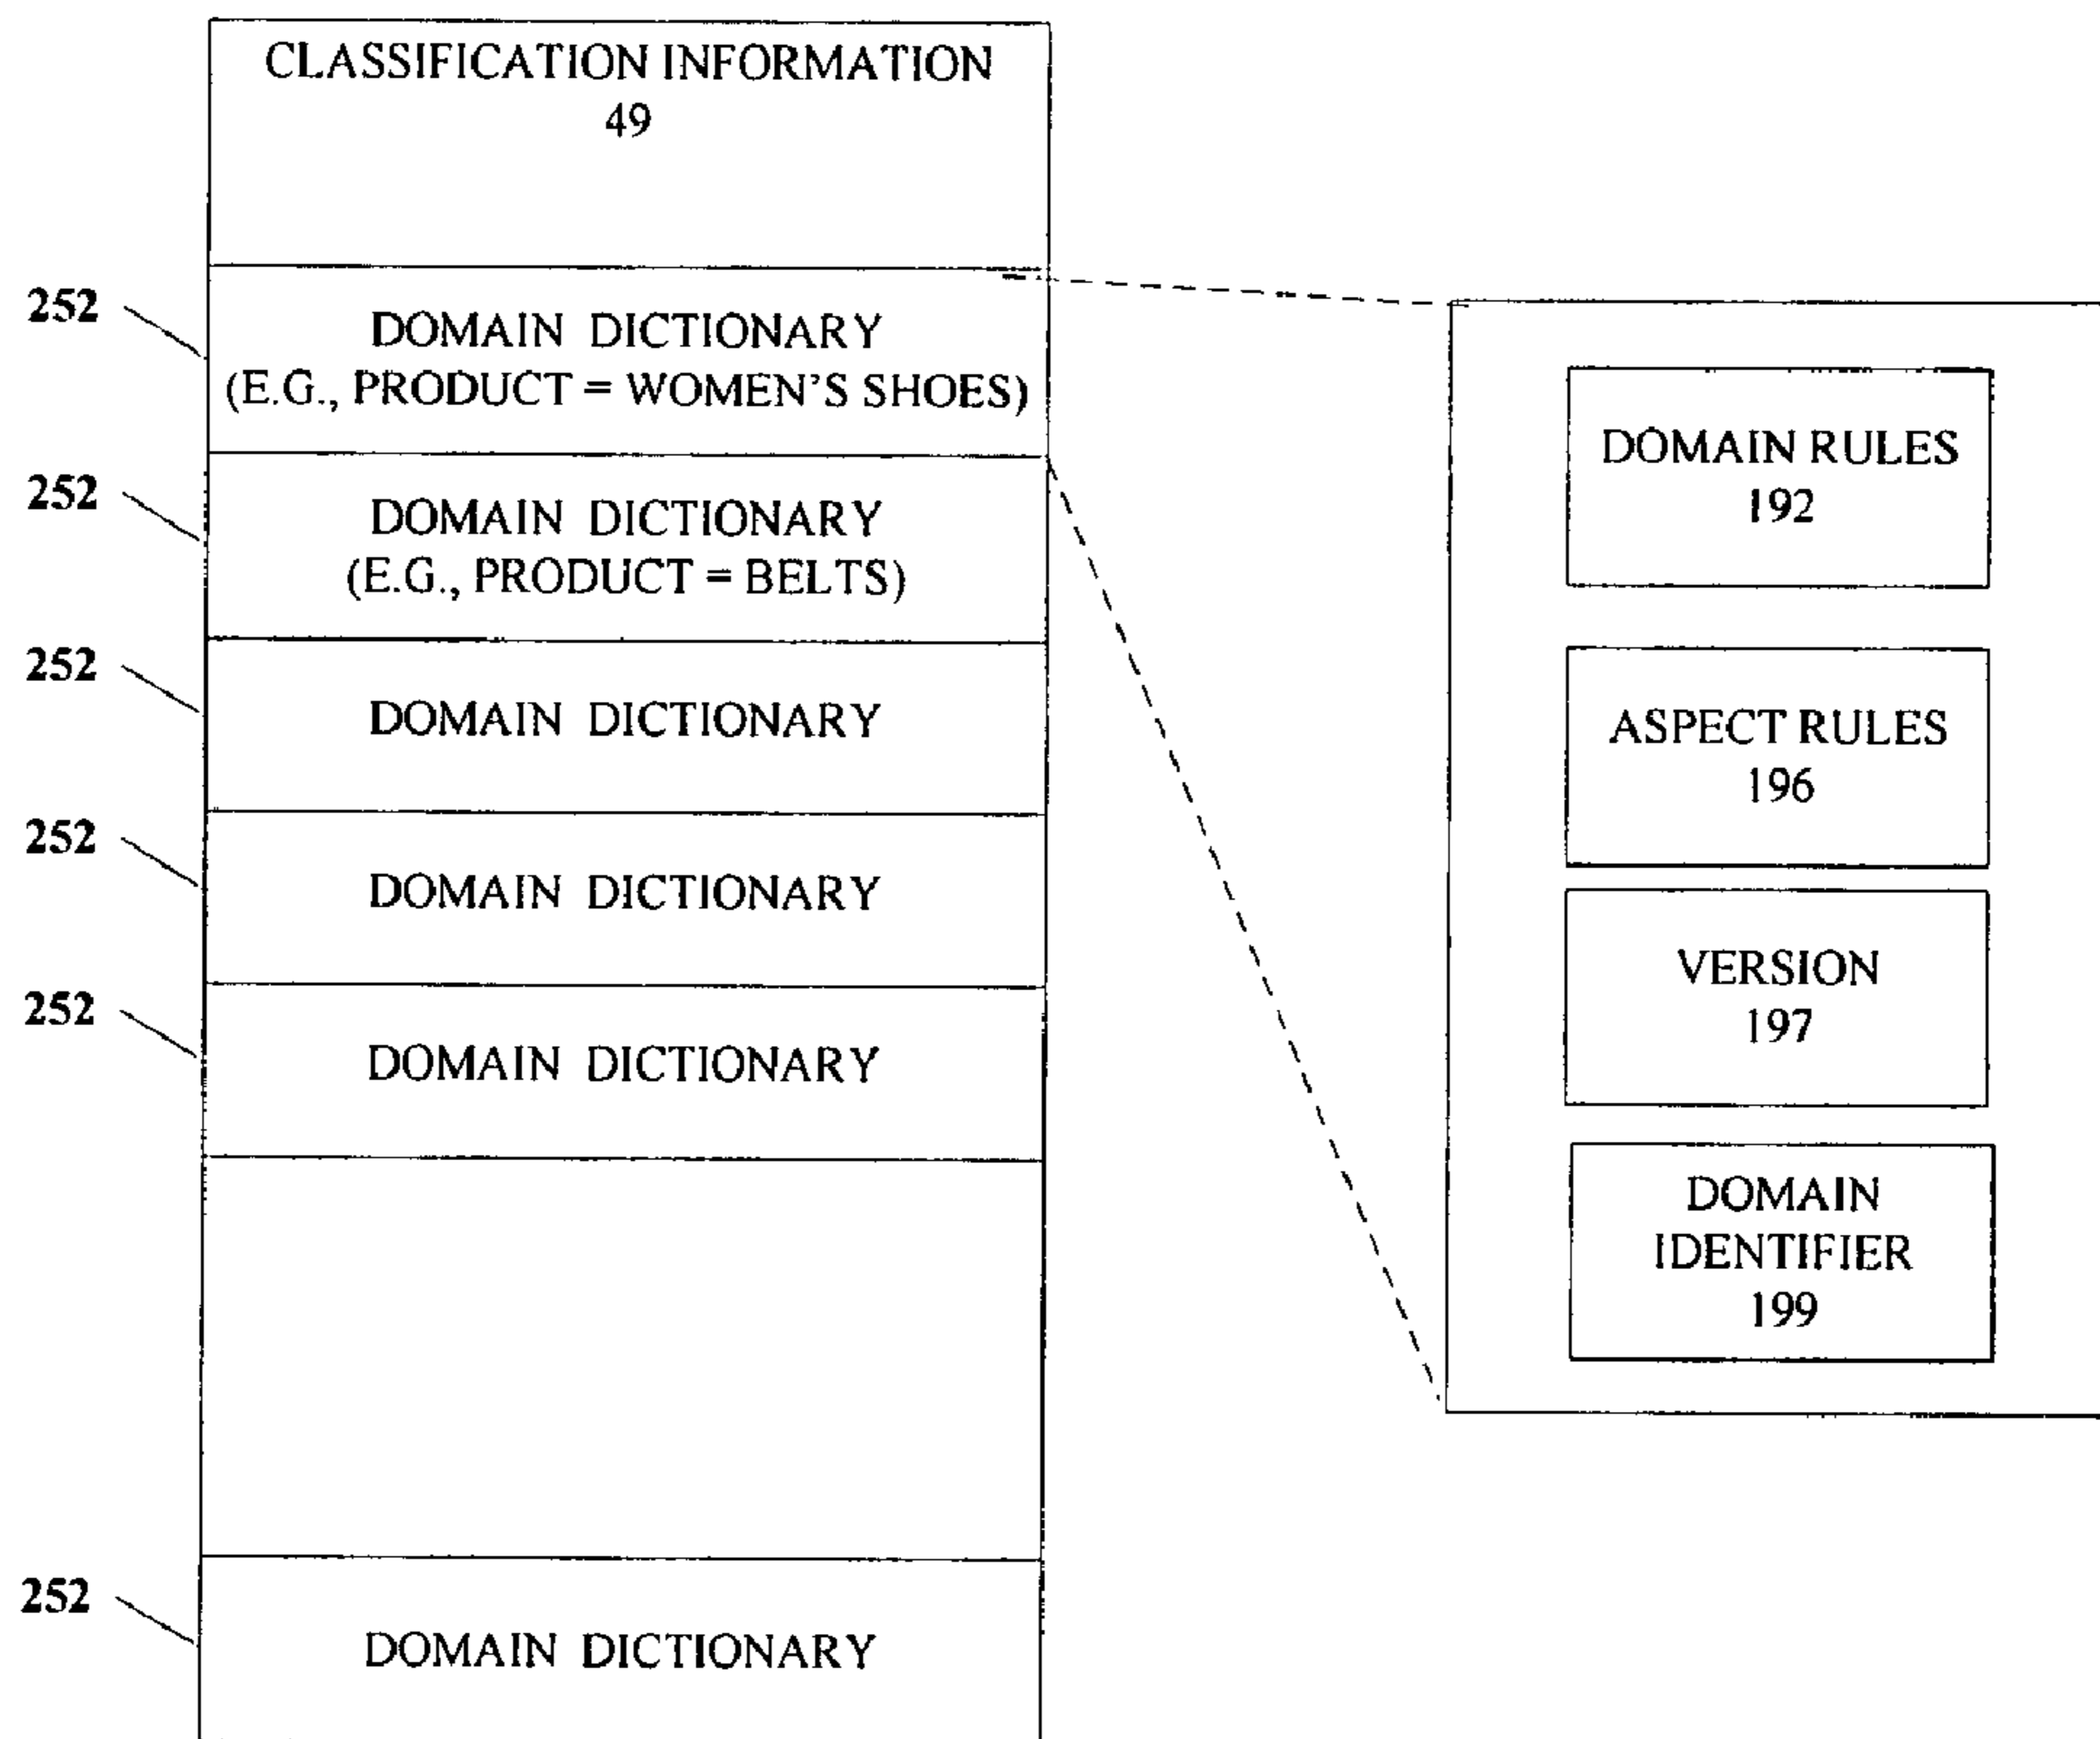 CLASSIFICATION INFORMATION
49
252
DOMAIN DICTIONARY
(E.G., PRODUCT = WOMEN'S SHOES)
252
DOMAIN DICTIONARY
(E.G., PRODUCT = BELTS)
252
DOMAIN DICTIONARY
252
DOMAIN DICTIONARY
252
DOMAIN DICTIONARY
252
DOMAIN DICTIONARY
DOMAIN RULES
192
ASPECT RULES
196
VERSION
197
DOMAIN
IDENTIFIER
199